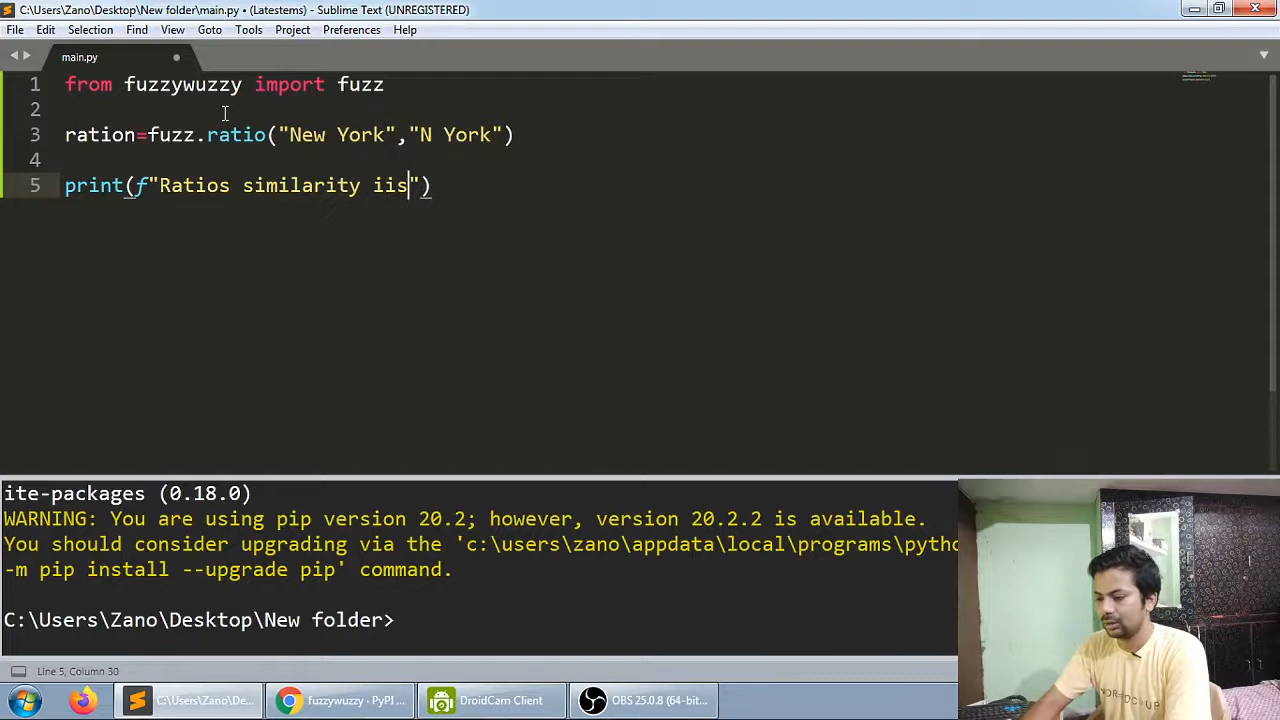 C:\Users\Zano\Desktop\New folder\main.py • (Latestems) - Sublime Text (UNREGISTERED)
File Edit Selection Find View Goto Tools Project Preferences Help
main.py
1 from fuzzywuzzy import fuzz
2
3 ration=fuzz.ratio("New York","N York")
4
5 print(f"Ratios similarity iis")
ite-packages (0.18.0)
WARNING: You are using pip version 20.2; however, version 20.2.2 is available.
You should consider upgrading via the 'c:\users\zano\appdata\local\programs\pytho
-m pip install --upgrade pip' command.
C:\Users\Zano\Desktop\New folder>
Line 5, Column 30
C:\Users\Zano\De...
fuzzywuzzy · PyPI ...
DroidCam Client
OBS 25.0.8 (64-bit...